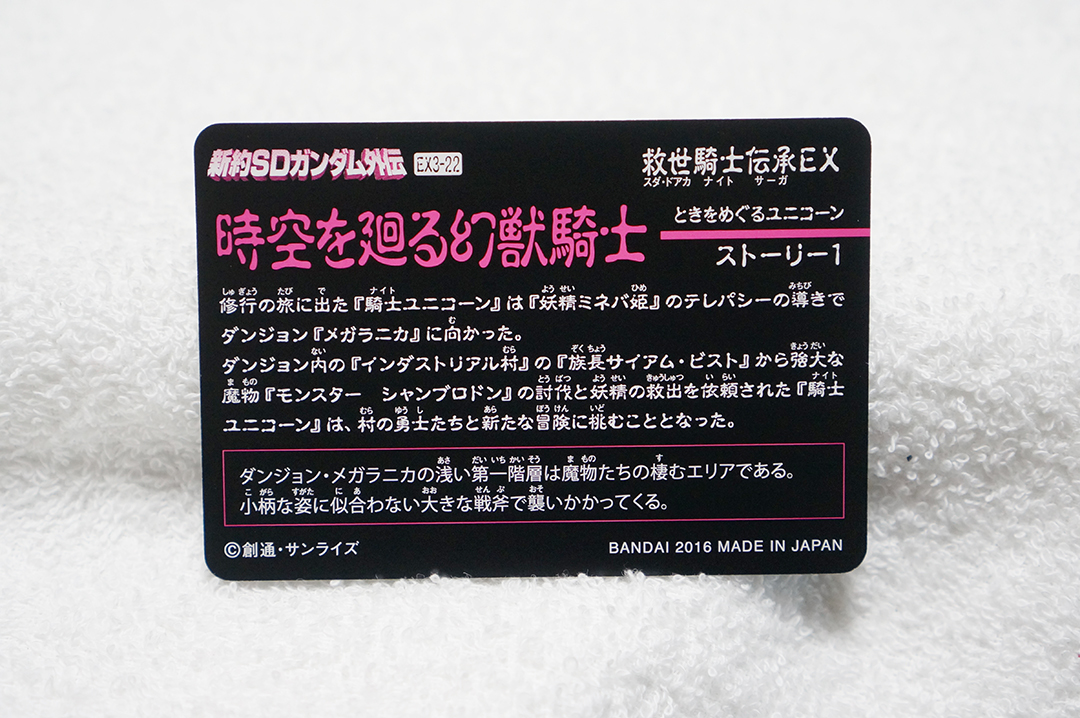 新約SDガンダム外伝 EX3-22
救世騎士伝承EX
スダ・ドアカ ナイト サーガ
ときをめぐるユニコーン
時空を廻る幻獣騎士
ストーリー1
修行の旅に出た『騎士ユニコーン』は『妖精ミネバ姫』のテレパシーの導きで
ダンジョン『メガラニカ』に向かった。
ダンジョン内の『インダストリアル村』の『族長サイアム・ビスト』から強大な
魔物『モンスター シャンブロドン』の討伐と妖精の救出を依頼された『騎士
ユニコーン』は、村の勇士たちと新たな冒険に挑むこととなった。
ダンジョン・メガラニカの浅い第一階層は魔物たちの棲むエリアである。
小柄な姿に似合わない大きな戦斧で襲いかかってくる。
©創通・サンライズ
BANDAI 2016 MADE IN JAPAN